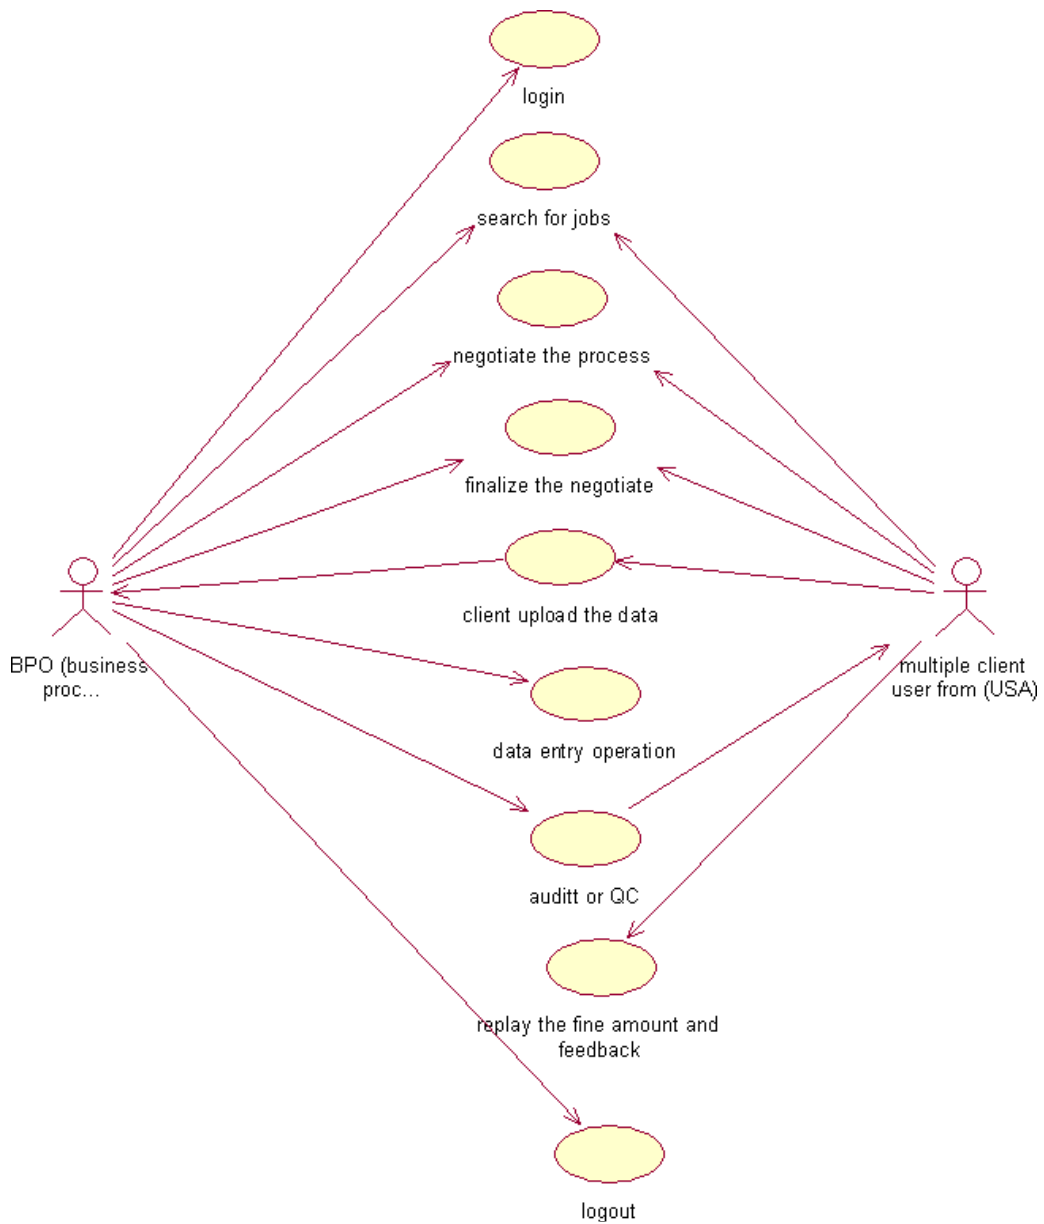 login
search for jobs
negotiate the process
finalize the negotiate
client upload the data
BPO (business
proc...
multiple client
user from (USA)
data entry operation
auditt or QC
replay the fine amount and
feedback
logout